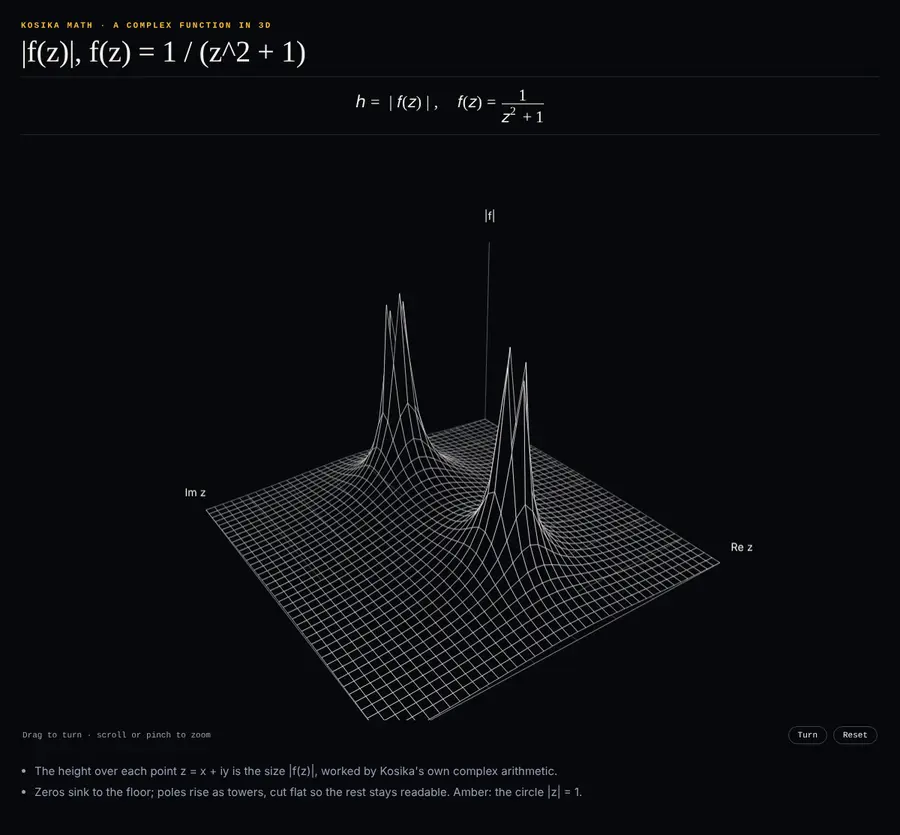 KOSIKA MATH · A COMPLEX FUNCTION IN 3D
|f(z)|, f(z) = 1 / (z^2 + 1)
h = | f(z) | , f(z) = 1 / (z² + 1)
|f|
Im z
Re z
Drag to turn · scroll or pinch to zoom
Turn
Reset
• The height over each point z = x + iy is the size |f(z)|, worked by Kosika's own complex arithmetic.
• Zeros sink to the floor; poles rise as towers, cut flat so the rest stays readable. Amber: the circle |z| = 1.